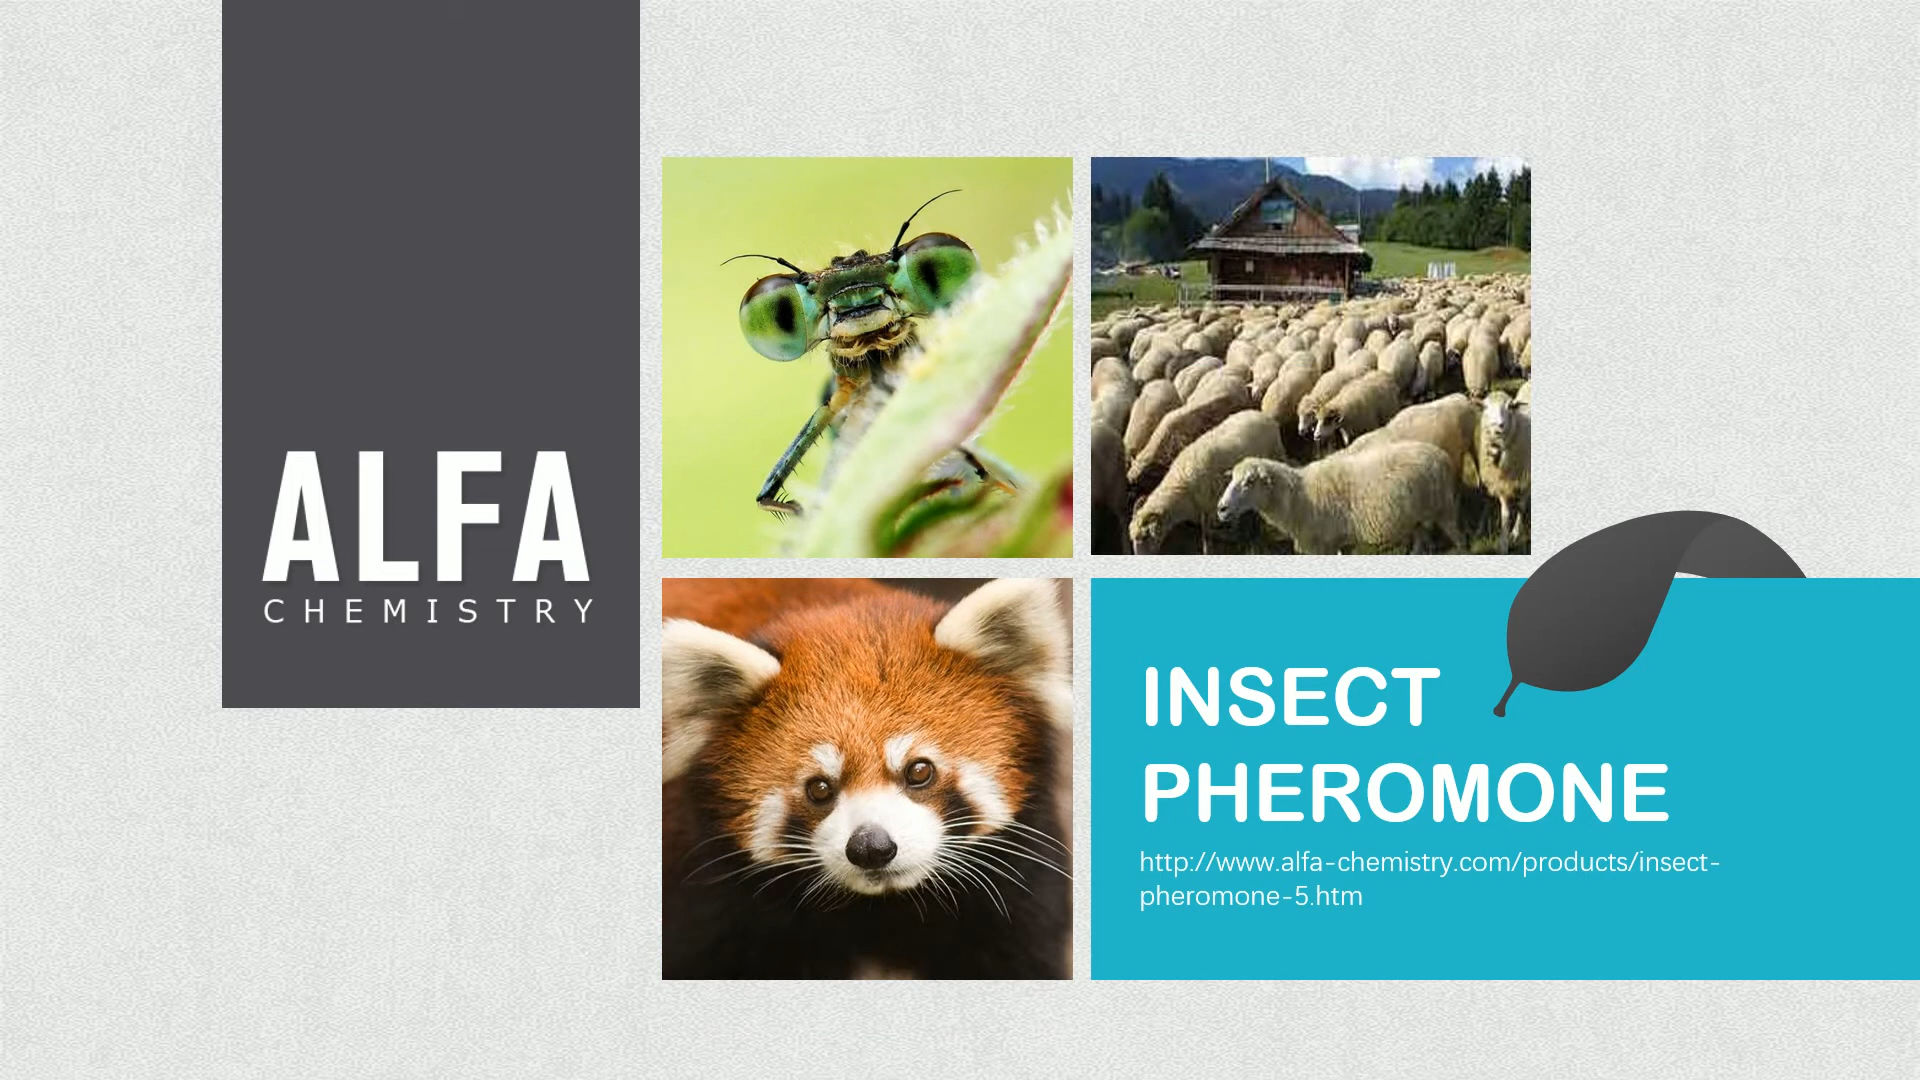 ALFA
CHEMISTRY
INSECT
PHEROMONE
http://www.alfa-chemistry.com/products/insect-
pheromone-5.htm